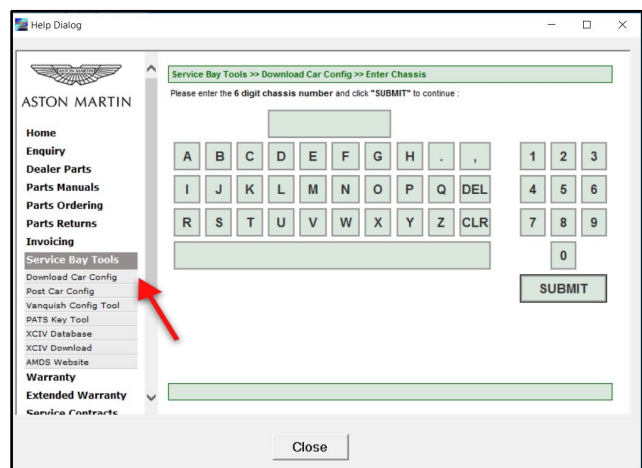 Help Dialog
ASTON MARTIN
ASTON MARTIN
Home
Enquiry
Dealer Parts
Parts Manuals
Parts Ordering
Parts Returns
Invoicing
Service Bay Tools
Download Car Config
Post Car Config
Vanquish Config Tool
PATS Key Tool
XCIV Database
XCIV Download
AMDS Website
Warranty
Extended Warranty
Service Contracts
Service Bay Tools >> Download Car Config >> Enter Chassis
Please enter the 6 digit chassis number and click "SUBMIT" to continue :
A B C D E F G H . , 1 2 3
I J K L M N O P Q DEL 4 5 6
R S T U V W X Y Z CLR 7 8 9
0
SUBMIT
Close